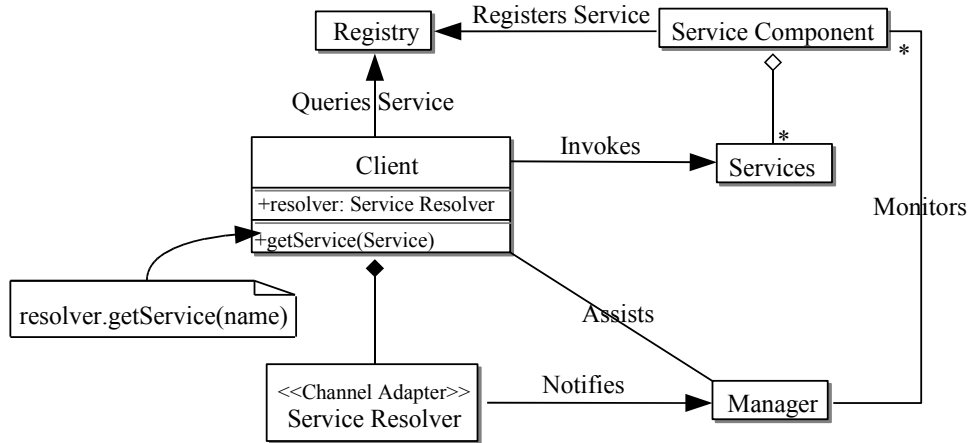 Registers Service
Registry
Service Component
*
Queries Service
*
Invokes
Client
Services
+resolver: Service Resolver
Monitors
+getService(Service)
resolver.getService(name)
Assists
<<Channel Adapter>>
Service Resolver
Notifies
Manager